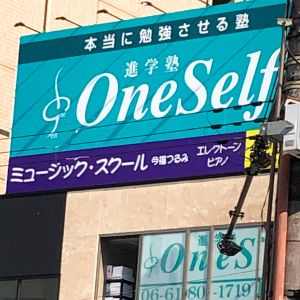 本当に勉強させる塾
進学塾
OneSelf
ミュージック・スクール 今福つるみ エレクトーン
ピアノ
進学塾
OneS
06-61 80-1719